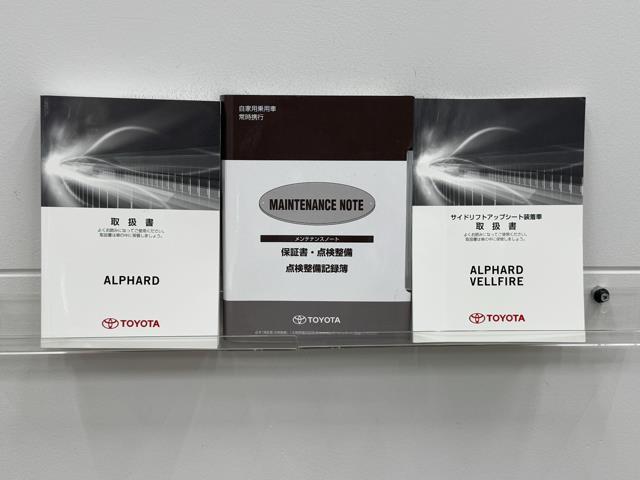 取扱書
よくお読みになってご使用ください。
取扱書は車の中に保管しましょう。
ALPHARD
TOYOTA
自家用乗用車
常時携行
MAINTENANCE NOTE
メンテナンスノート
保証書・点検整備
点検整備記録簿
TOYOTA
サイドリフトアップシート装着車
取扱書
よくお読みになってご使用ください。
取扱書は車の中に保管しましょう。
ALPHARD
VELLFIRE
TOYOTA